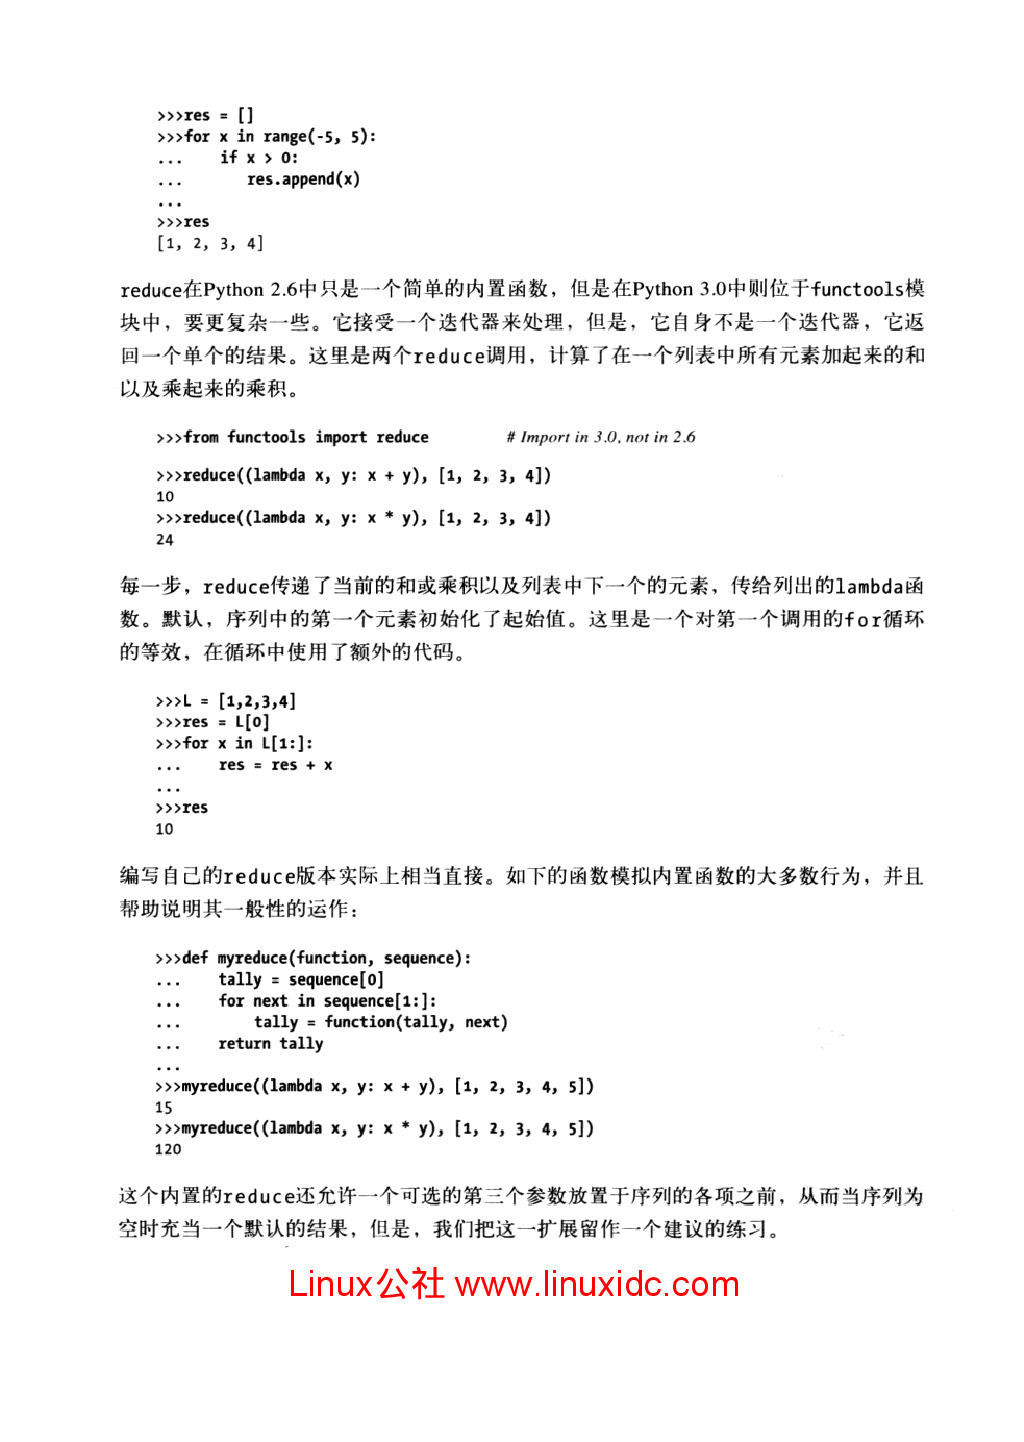 >>>res = []
>>>for x in range(-5, 5):
...    if x > 0:
...       res.append(x)
...
>>>res
[1, 2, 3, 4]
reduce在Python 2.6中只是一个简单的内置函数，但是在Python 3.0中则位于functools模
块中，要更复杂一些。它接受一个迭代器来处理，但是，它自身不是一个迭代器，它返
回一个单个的结果。这里是两个reduce调用，计算了在一个列表中所有元素加起来的和
以及乘起来的乘积。
>>>from functools import reduce        # Import in 3.0, not in 2.6
>>>reduce((lambda x, y: x + y), [1, 2, 3, 4])
10
>>>reduce((lambda x, y: x * y), [1, 2, 3, 4])
24
每一步，reduce传递了当前的和或乘积以及列表中下一个的元素，传给列出的lambda函
数。默认，序列中的第一个元素初始化了起始值。这里是一个对第一个调用的for循环
的等效，在循环中使用了额外的代码。
>>>L = [1,2,3,4]
>>>res = L[0]
>>>for x in L[1:]:
...    res = res + x
...
>>>res
10
编写自己的reduce版本实际上相当直接。如下的函数模拟内置函数的大多数行为，并且
帮助说明其一般性的运作：
>>>def myreduce(function, sequence):
...    tally = sequence[0]
...    for next in sequence[1:]:
...        tally = function(tally, next)
...    return tally
...
>>>myreduce((lambda x, y: x + y), [1, 2, 3, 4, 5])
15
>>>myreduce((lambda x, y: x * y), [1, 2, 3, 4, 5])
120
这个内置的reduce还允许一个可选的第三个参数放置于序列的各项之前，从而当序列为
空时充当一个默认的结果，但是，我们把这一扩展留作一个建议的练习。
Linux公社 www.linuxidc.com